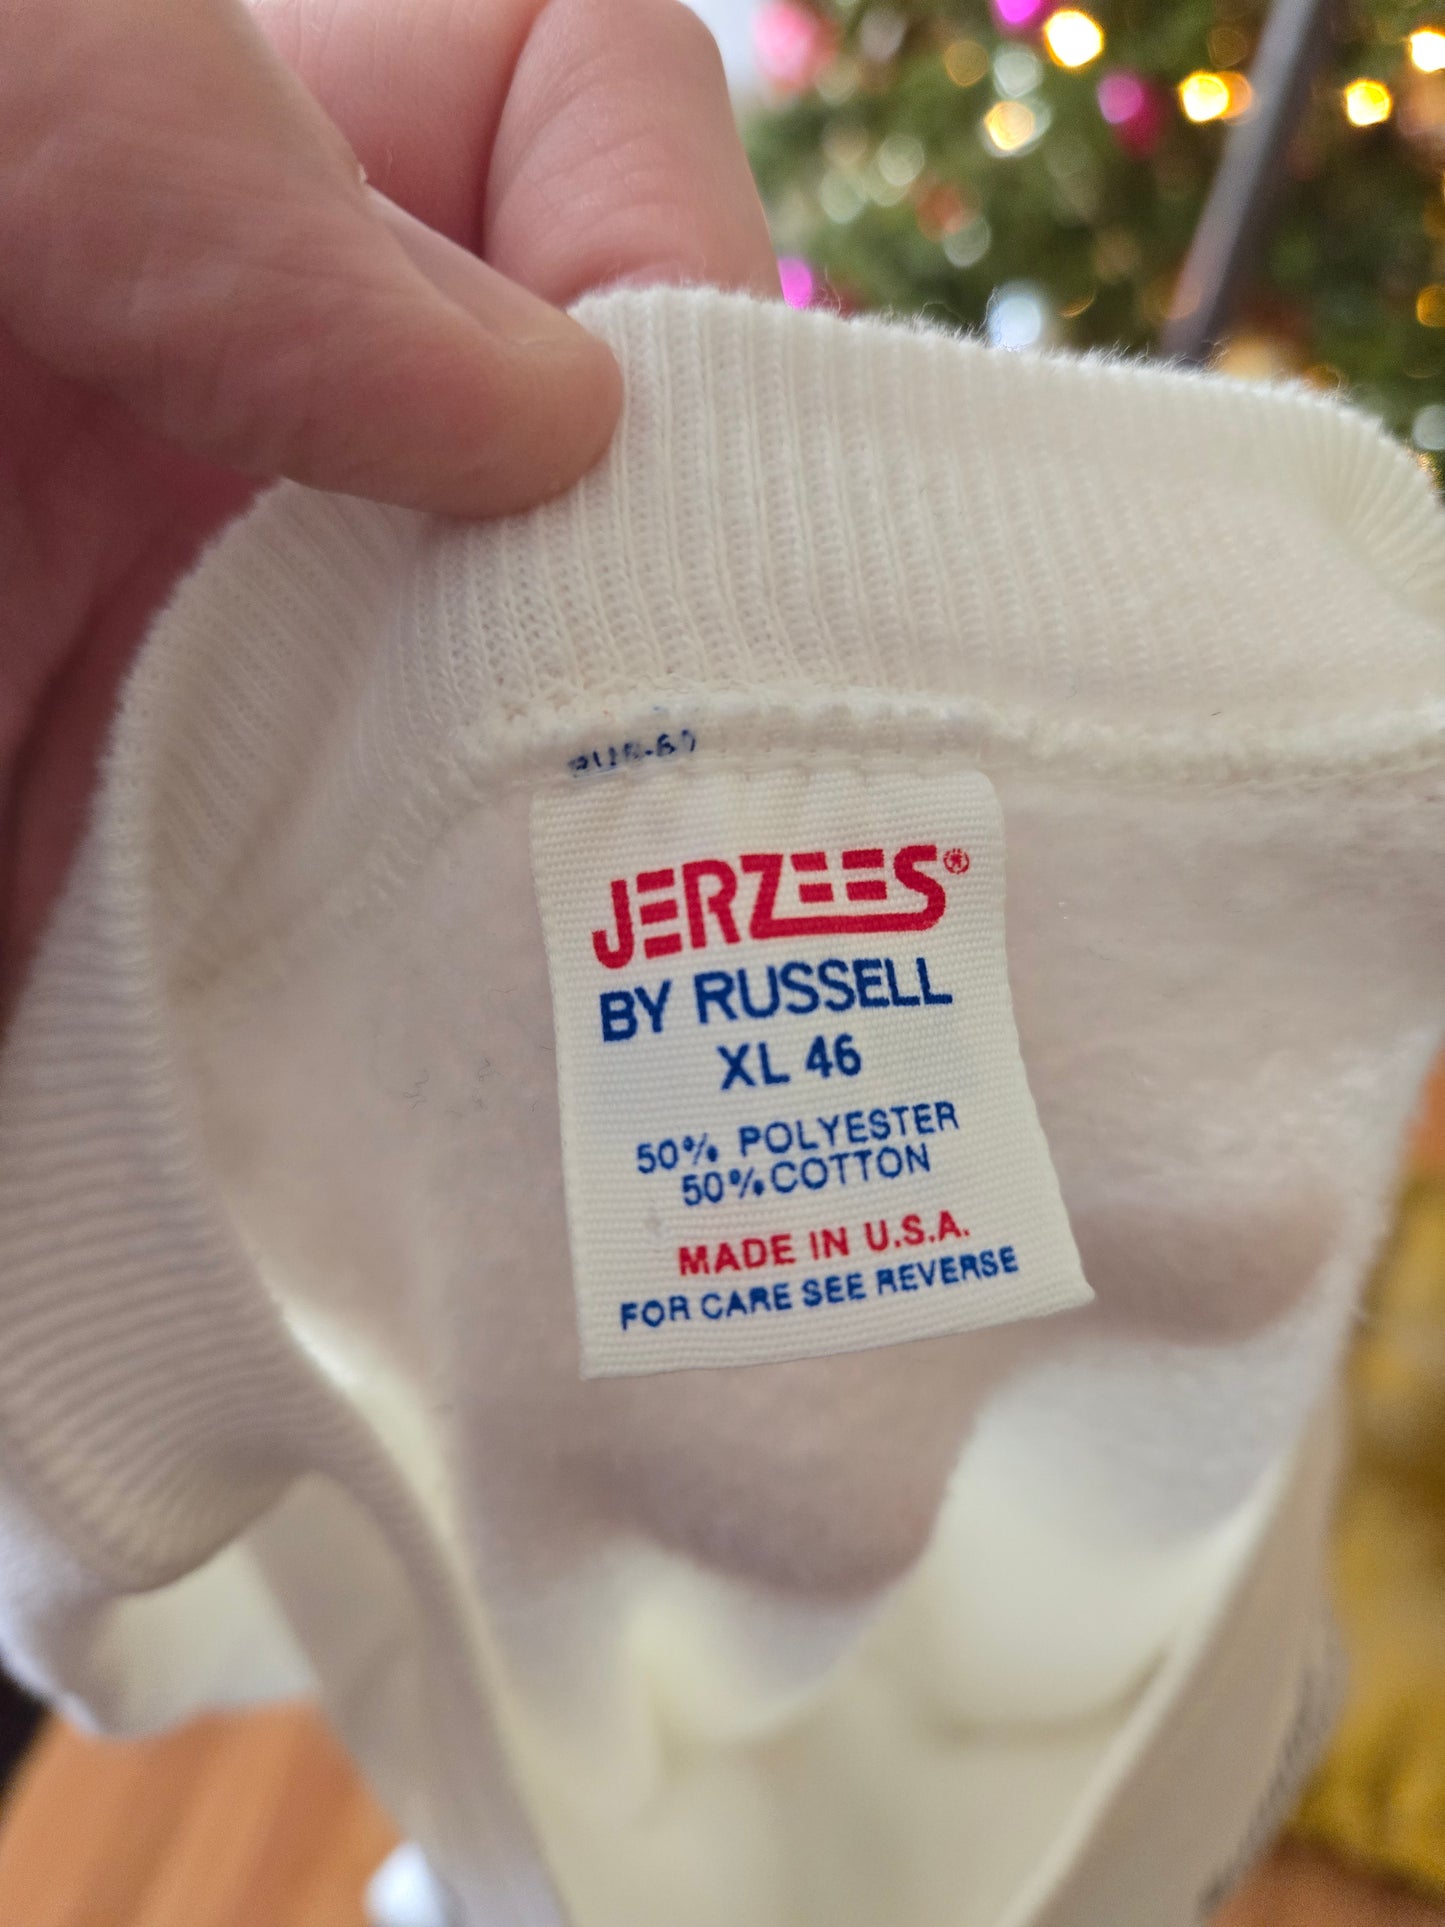 JERZEES®
BY RUSSELL
XL 46
50% POLYESTER
50% COTTON
MADE IN U.S.A.
FOR CARE SEE REVERSE